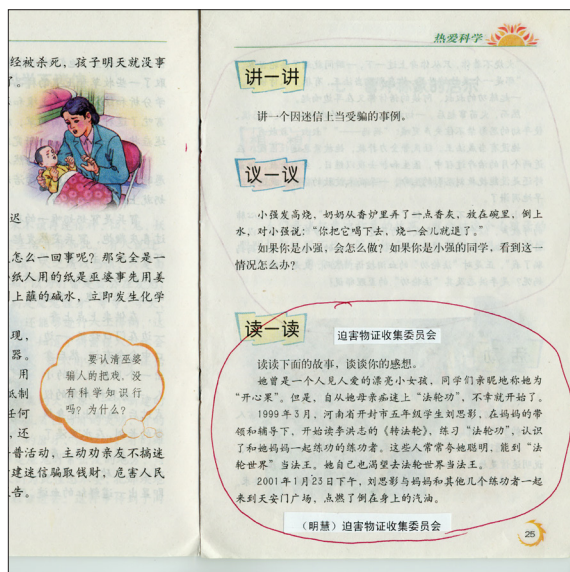 经被杀死，孩子明天就没事
了。
迟
怎么一回事呢？那完全是一
纸人用的纸是巫婆事先用姜
上蘸的碱水，立即发生化学
现，
器。
用
制
任何
还
普活动，主动劝亲友不搞迷
建迷信骗取钱财，危害人民
告。
要认清巫婆
骗人的把戏，没
有科学知识行
吗？为什么？
热爱科学
讲一讲
讲一个因迷信上当受骗的事例。
议一议
小强发高烧，奶奶从香炉里弄了一点香灰，放在碗里，倒上
水，对小强说：“你把它喝下去，烧一会儿就退了。”
如果你是小强，会怎么做？如果你是小强的同学，看到这一
情况怎么办？
读一读
迫害物证收集委员会
读读下面的故事，谈谈你的感想。
她曾是一个人见人爱的漂亮小女孩，同学们亲昵地称她为
“开心果”。但是，自从她母亲痴迷上“法轮功”，不幸就开始了。
1999年3月，河南省开封市五年级学生刘思影，在妈妈的带
领和辅导下，开始读李洪志的《转法轮》、练习“法轮功”，认识
了和她妈妈一起练功的练功者。这些人常常夸她聪明，能到“法
轮世界”当法王。她自己也渴望去法轮世界当法王。
2001年1月23日下午，刘思影与妈妈和其他几个练功者一起
来到天安门广场，点燃了倒在身上的汽油。
（明慧）迫害物证收集委员会
25